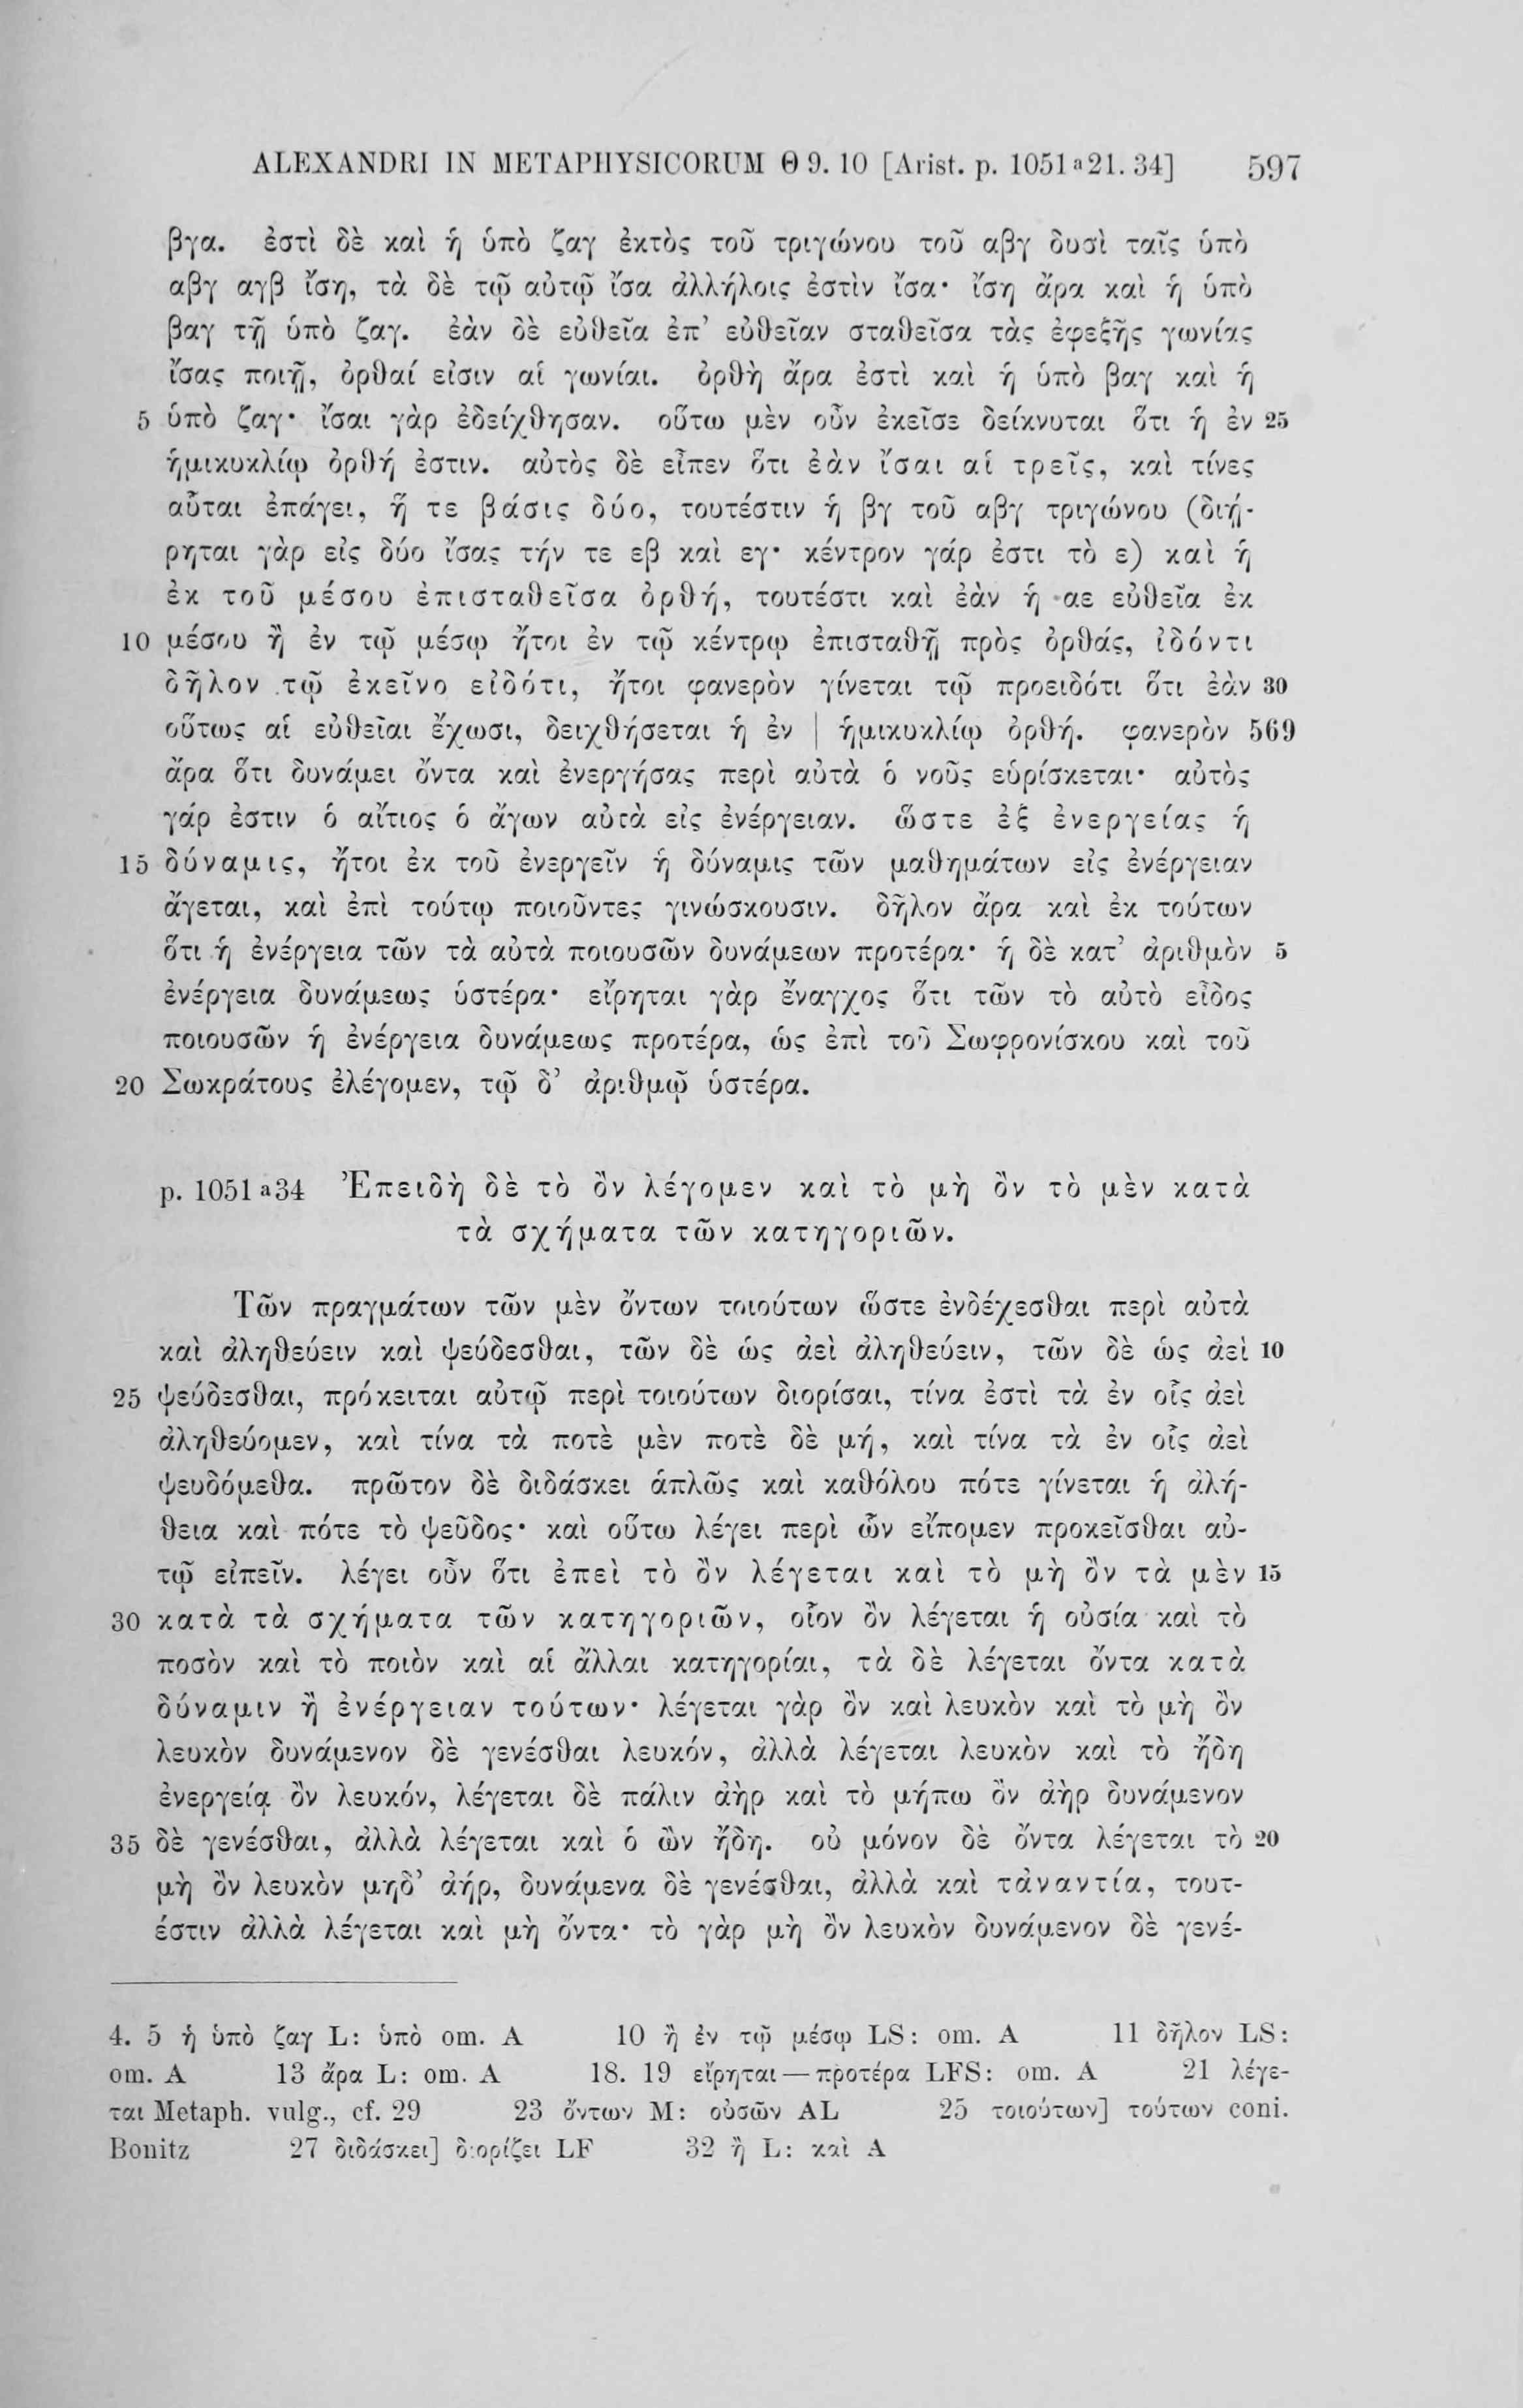 ALEXANDRI IN METAPHYSICORUM Θ 9. 10 [Arist. p. 1051 a 21. 34] 597
βγα. ἐστὶ δὲ καὶ ἡ ὑπὸ ζαγ ἐκτὸς τοῦ τριγώνου τοῦ αβγ δυσὶ ταῖς ὑπὸ
αβγ αγβ ἴση, τὰ δὲ τῷ αὐτῷ ἴσα ἀλλήλοις ἐστὶν ἴσα· ἴση ἄρα καὶ ἡ ὑπὸ
βαγ τῇ ὑπὸ ζαγ. ἐὰν δὲ εὐθεῖα ἐπ’ εὐθεῖαν σταθεῖσα τὰς ἐφεξῆς γωνίας
ἴσας ποιῇ, ὀρθαί εἰσιν αἱ γωνίαι. ὀρθὴ ἄρα ἐστὶ καὶ ἡ ὑπὸ βαγ καὶ ἡ
5 ὑπὸ ζαγ· ἴσαι γὰρ ἐδείχθησαν. οὕτω μὲν οὖν ἐκεῖσε δείκνυται ὅτι ἡ ἐν 25
ἡμικυκλίῳ ὀρθή ἐστιν. αὐτὸς δὲ εἶπεν ὅτι ἐὰν ἴσαι αἱ τρεῖς, καὶ τίνες
αὗται ἐπάγει, ἥ τε βάσις δύο, τουτέστιν ἡ βγ τοῦ αβγ τριγώνου (διῄ-
ρηται γὰρ εἰς δύο ἴσας τήν τε εβ καὶ εγ· κέντρον γάρ ἐστι τὸ ε) καὶ ἡ
ἐκ τοῦ μέσου ἐπισταθεῖσα ὀρθή, τουτέστι καὶ ἐὰν ἡ αε εὐθεῖα ἐκ
10 μέσου ἢ ἐν τῷ μέσῳ ἤτοι ἐν τῷ κέντρῳ ἐπισταθῇ πρὸς ὀρθάς, ἰδόντι
δῆλον τῷ ἐκεῖνο εἰδότι, ἤτοι φανερὸν γίνεται τῷ προειδότι ὅτι ἐὰν 30
οὕτως αἱ εὐθεῖαι ἔχωσι, δειχθήσεται ἡ ἐν | ἡμικυκλίῳ ὀρθή. φανερὸν 569
ἄρα ὅτι δυνάμει ὄντα καὶ ἐνεργήσας περὶ αὐτὰ ὁ νοῦς εὑρίσκεται· αὐτὸς
γάρ ἐστιν ὁ αἴτιος ὁ ἄγων αὐτὰ εἰς ἐνέργειαν. ὥστε ἐξ ἐνεργείας ἡ
15 δύναμις, ἤτοι ἐκ τοῦ ἐνεργεῖν ἡ δύναμις τῶν μαθημάτων εἰς ἐνέργειαν
ἄγεται, καὶ ἐπὶ τούτῳ ποιοῦντες γινώσκουσιν. δῆλον ἄρα καὶ ἐκ τούτων
ὅτι ἡ ἐνέργεια τῶν τὰ αὐτὰ ποιουσῶν δυνάμεων προτέρα· ἡ δὲ κατ’ ἀριθμὸν 5
ἐνέργεια δυνάμεως ὑστέρα· εἴρηται γὰρ ἔναγχος ὅτι τῶν τὸ αὐτὸ εἶδος
ποιουσῶν ἡ ἐνέργεια δυνάμεως προτέρα, ὡς ἐπὶ τοῦ Σωφρονίσκου καὶ τοῦ
20 Σωκράτους ἐλέγομεν, τῷ δ’ ἀριθμῷ ὑστέρα.
p. 1051 a 34 Ἐπειδὴ δὲ τὸ ὂν λέγομεν καὶ τὸ μὴ ὂν τὸ μὲν κατὰ
τὰ σχήματα τῶν κατηγοριῶν.
Τῶν πραγμάτων τῶν μὲν ὄντων τοιούτων ὥστε ἐνδέχεσθαι περὶ αὐτὰ
καὶ ἀληθεύειν καὶ ψεύδεσθαι, τῶν δὲ ὡς ἀεὶ ἀληθεύειν, τῶν δὲ ὡς ἀεὶ 10
25 ψεύδεσθαι, πρόκειται αὐτῷ περὶ τοιούτων διορίσαι, τίνα ἐστὶ τὰ ἐν οἷς ἀεὶ
ἀληθεύομεν, καὶ τίνα τὰ ποτὲ μὲν ποτὲ δὲ μή, καὶ τίνα τὰ ἐν οἷς ἀεὶ
ψευδόμεθα. πρῶτον δὲ διδάσκει ἁπλῶς καὶ καθόλου πότε γίνεται ἡ ἀλή-
θεια καὶ πότε τὸ ψεῦδος· καὶ οὕτω λέγει περὶ ὧν εἴπομεν προκεῖσθαι αὐ-
τῷ εἰπεῖν. λέγει οὖν ὅτι ἐπεὶ τὸ ὂν λέγεται καὶ τὸ μὴ ὂν τὰ μὲν 15
30 κατὰ τὰ σχήματα τῶν κατηγοριῶν, οἷον ὂν λέγεται ἡ οὐσία καὶ τὸ
ποσὸν καὶ τὸ ποιὸν καὶ αἱ ἄλλαι κατηγορίαι, τὰ δὲ λέγεται ὄντα κατὰ
δύναμιν ἢ ἐνέργειαν τούτων· λέγεται γὰρ ὂν καὶ λευκὸν καὶ τὸ μὴ ὂν
λευκὸν δυνάμενον δὲ γενέσθαι λευκόν, ἀλλὰ λέγεται λευκὸν καὶ τὸ ἤδη
ἐνεργείᾳ ὂν λευκόν, λέγεται δὲ πάλιν ἀὴρ καὶ τὸ μήπω ὂν ἀὴρ δυνάμενον
35 δὲ γενέσθαι, ἀλλὰ λέγεται καὶ ὁ ὢν ἤδη. οὐ μόνον δὲ ὄντα λέγεται τὸ 20
μὴ ὂν λευκὸν μηδ’ ἀήρ, δυνάμενα δὲ γενέσθαι, ἀλλὰ καὶ τἀναντία, τουτ-
έστιν ἀλλὰ λέγεται καὶ μὴ ὄντα· τὸ γὰρ μὴ ὂν λευκὸν δυνάμενον δὲ γενέ-
4. 5 ἡ ὑπὸ ζαγ L: ὑπὸ om. A 10 ἢ ἐν τῷ μέσῳ LS: om. A 11 δῆλον LS:
om. A 13 ἄρα L: om. A 18. 19 εἴρηται — προτέρα LFS: om. A 21 λέγε-
ται Metaph. vulg., cf. 29 23 ὄντων M: οὐσῶν AL 25 τοιούτων] τούτων coni.
Bonitz 27 διδάσκει] διορίζει LF 32 ἢ L: καὶ A